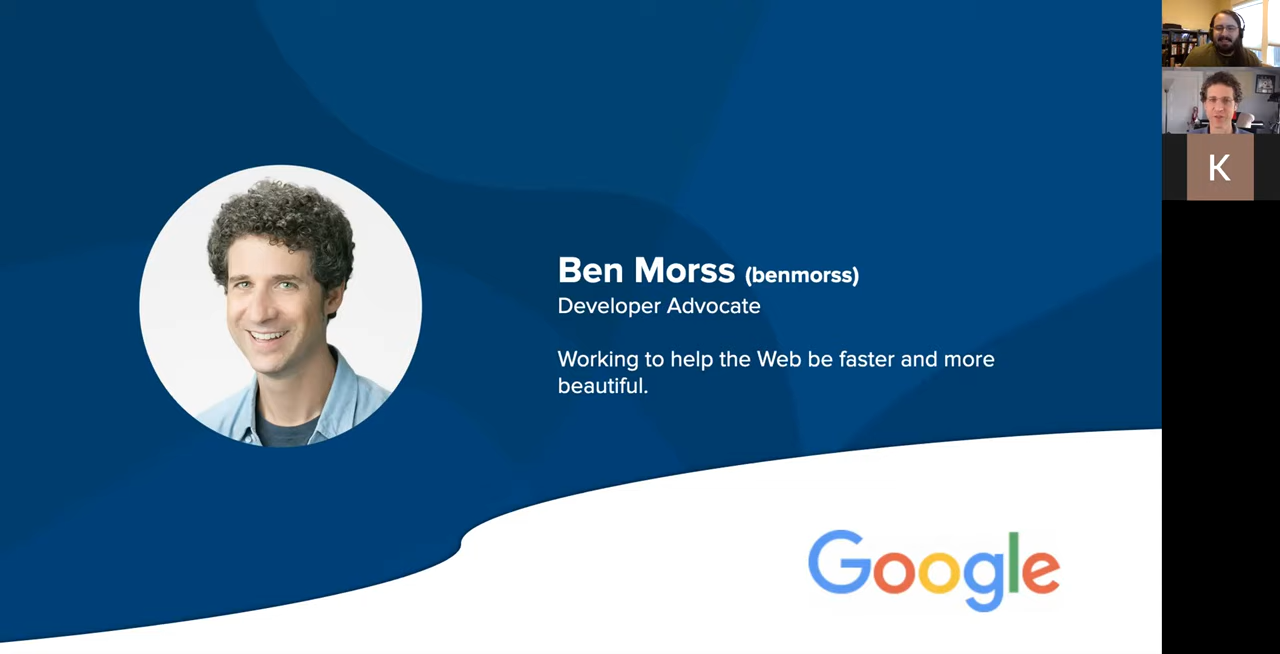 Ben Morss (benmorss)
Developer Advocate
Working to help the Web be faster and more
beautiful.
Google
K